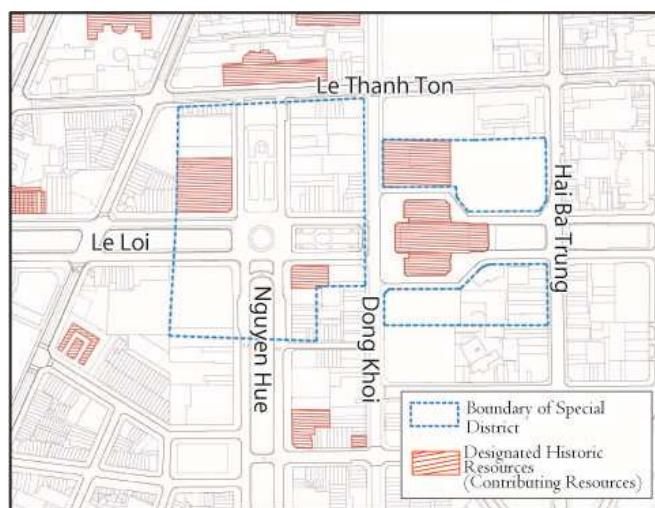 Le Thanh Ton
Hai Ba Trung
Le Loi
Nguyen Hue
Dong Khoi
Boundary of Special
District
Designated Historic
Resources
(Contributing Resources)